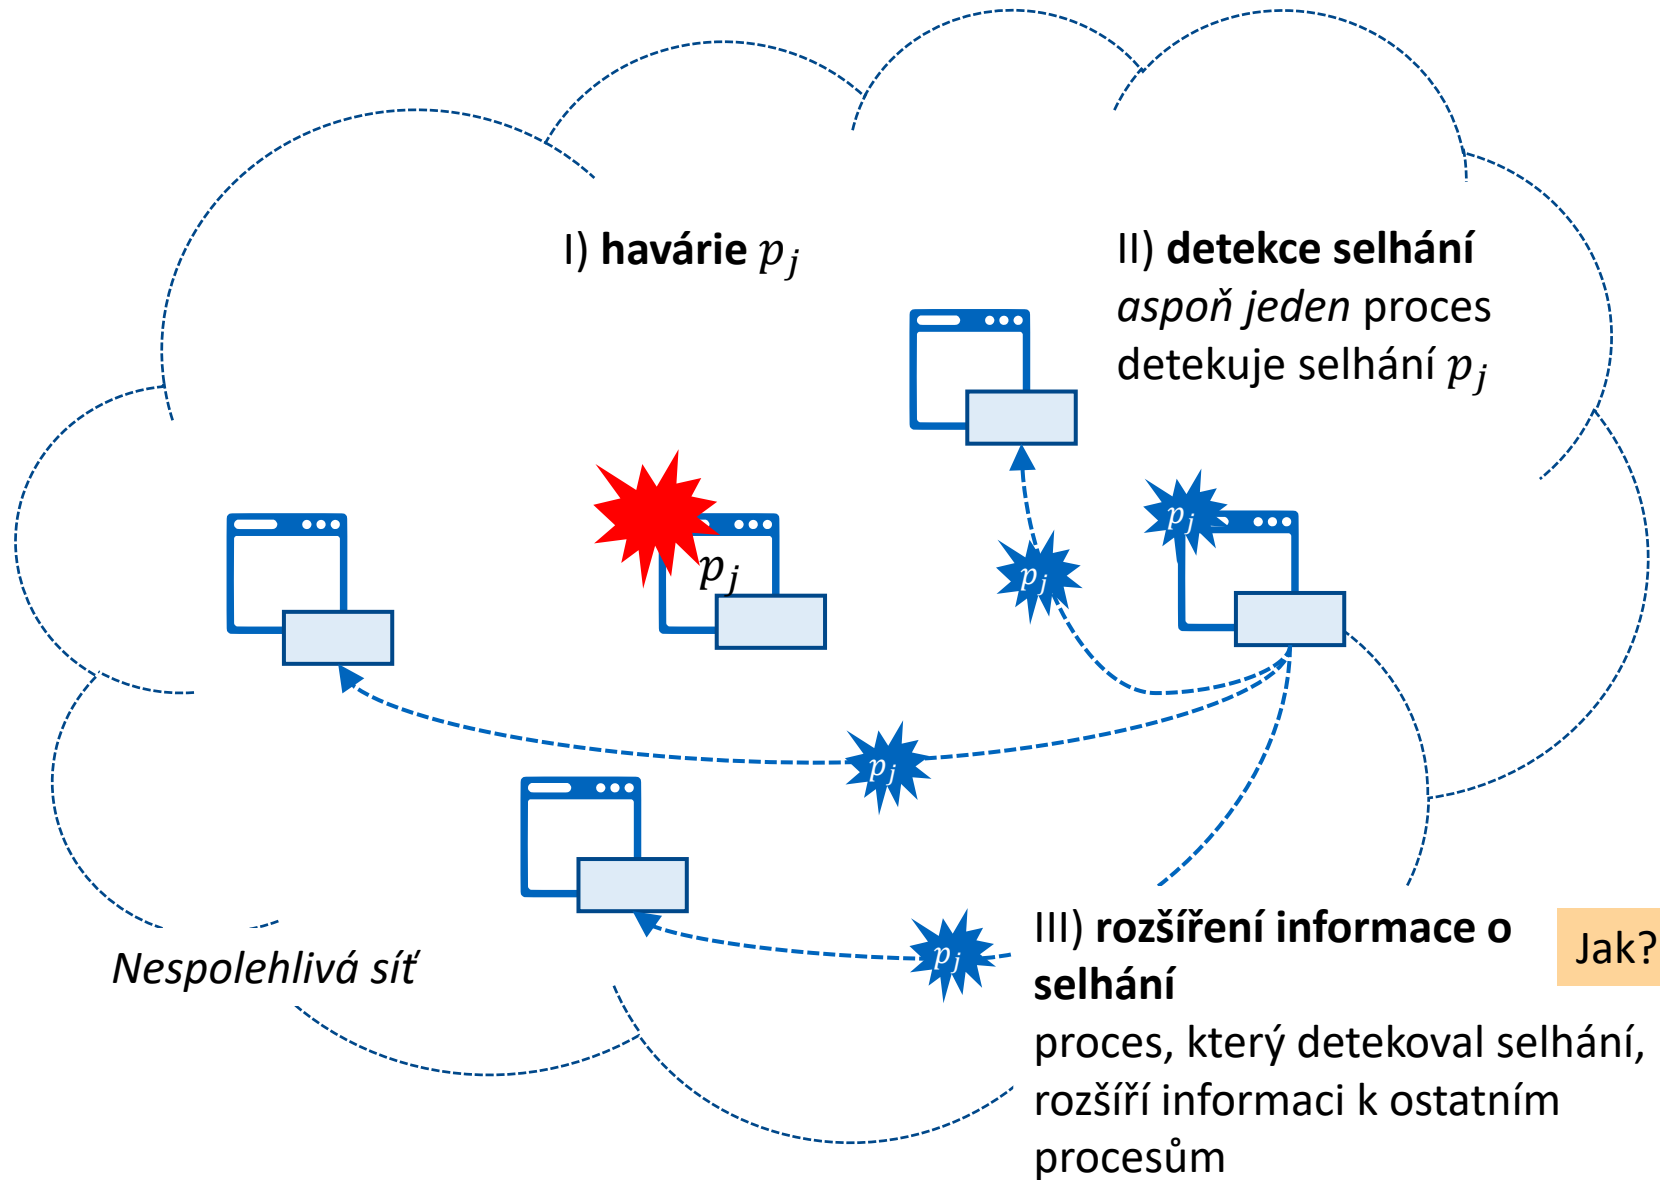 I) havárie p_j
II) detekce selhání
aspoň jeden proces
detekuje selhání p_j
p_j
p_j
p_j
p_j
p_j
Nespolehlivá síť
III) rozšíření informace o
selhání
proces, který detekoval selhání,
rozšíří informaci k ostatním
procesům
Jak?